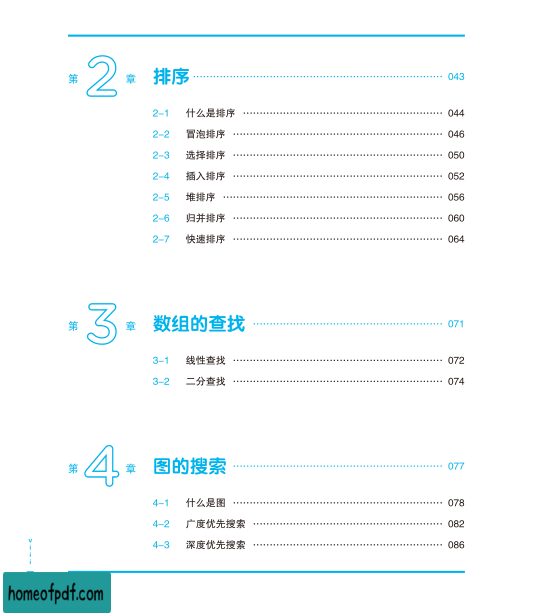 第 2 章 排序 043
2-1 什么是排序 044
2-2 冒泡排序 046
2-3 选择排序 050
2-4 插入排序 052
2-5 堆排序 056
2-6 归并排序 060
2-7 快速排序 064
第 3 章 数组的查找 071
3-1 线性查找 072
3-2 二分查找 074
第 4 章 图的搜索 077
4-1 什么是图 078
4-2 广度优先搜索 082
4-3 深度优先搜索 086
homeofpdf.com